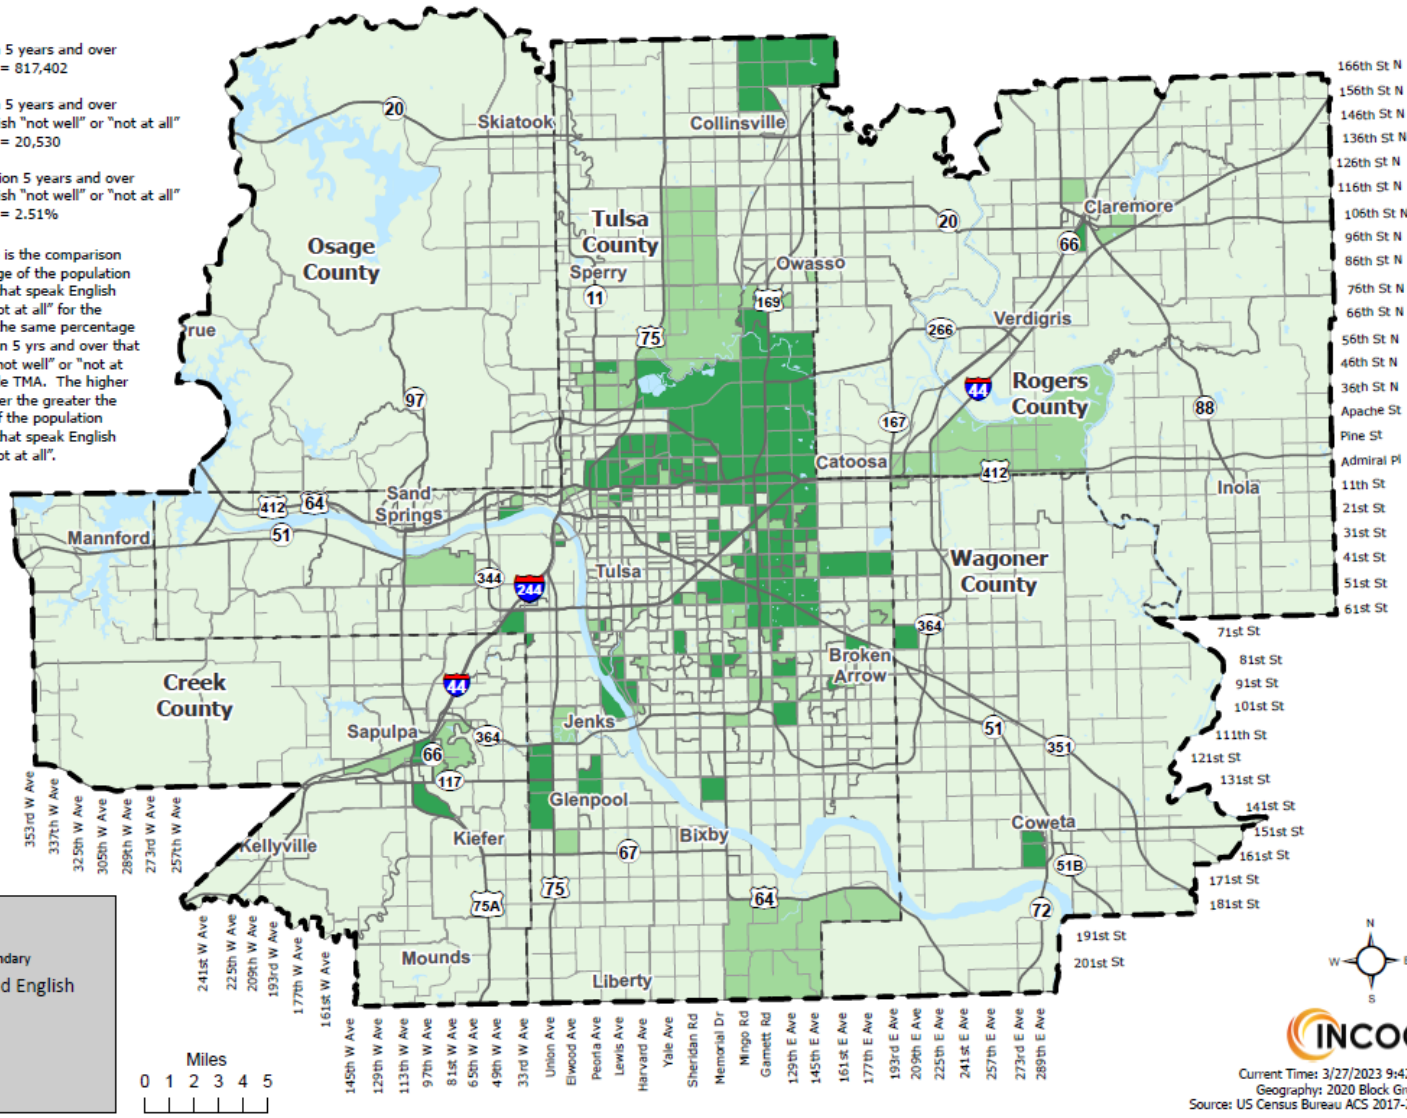 5 years and over
= 817,402
5 years and over
ish "not well" or "not at all"
= 20,530
ion 5 years and over
ish "not well" or "not at all"
= 2.51%
is the comparison
ge of the population
that speak English
ot at all" for the
he same percentage
n 5 yrs and over that
not well" or "not at
le TMA. The higher
er the greater the
f the population
hat speak English
ot at all".
166th St N
156th St N
146th St N
136th St N
126th St N
116th St N
106th St N
96th St N
86th St N
76th St N
66th St N
56th St N
46th St N
36th St N
Apache St
Pine St
Admiral Pl
11th St
21st St
31st St
41st St
51st St
61st St
71st St
81st St
91st St
101st St
111th St
121st St
131st St
141st St
151st St
161st St
171st St
181st St
191st St
201st St
20
Skiatook
Collinsville
Tulsa
County
Osage
County
Sperry
11
Owasso
169
20
Claremore
66
rue
75
266
Verdigris
97
44
Rogers
County
167
88
Catoosa
412
Inola
Sand
Springs
412
64
51
Mannford
344
244
Tulsa
Wagoner
County
364
Broken
Arrow
Creek
County
44
Sapulpa
66
364
Jenks
51
351
117
Glenpool
Kiefer
Kellyville
67
Bixby
Coweta
51B
75
75A
64
72
Mounds
Liberty
353rd W Ave
337th W Ave
325th W Ave
305th W Ave
289th W Ave
273rd W Ave
257th W Ave
241st W Ave
225th W Ave
209th W Ave
193rd W Ave
177th W Ave
161st W Ave
145th W Ave
129th W Ave
113th W Ave
97th W Ave
81st W Ave
65th W Ave
49th W Ave
33rd W Ave
Union Ave
Elwood Ave
Peoria Ave
Lewis Ave
Harvard Ave
Yale Ave
Sheridan Rd
Memorial Dr
Mingo Rd
Garnett Rd
129th E Ave
145th E Ave
161st E Ave
177th E Ave
193rd E Ave
209th E Ave
225th E Ave
241st E Ave
257th E Ave
273rd E Ave
289th E Ave
ndary
d English
Miles
0 1 2 3 4 5
N
W E
S
INCOG
Current Time: 3/27/2023 9:42
Geography: 2020 Block Gr
Source: US Census Bureau ACS 2017-